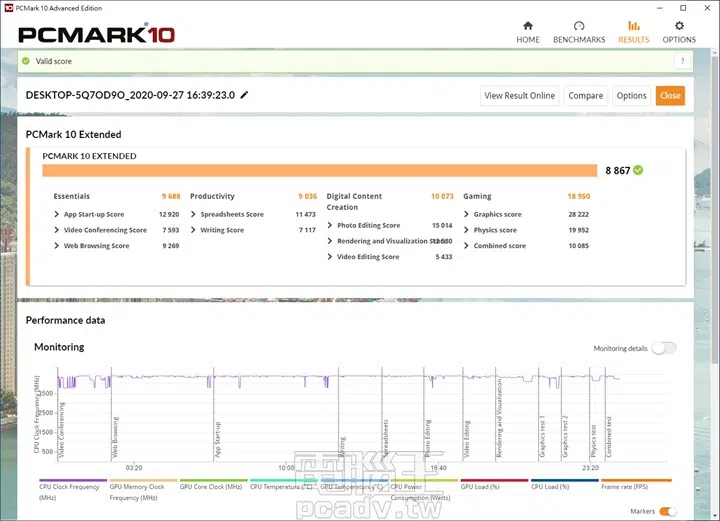 PCMark 10 Advanced Edition
PCMARK®10
HOME
BENCHMARKS
RESULTS
OPTIONS
Valid score
?
DESKTOP-5Q7OD9O_2020-09-27 16:39:23.0
View Result Online
Compare
Options
Close
PCMark 10 Extended
PCMARK 10 EXTENDED
8 867
Essentials 9 688
App Start-up Score 12 920
Video Conferencing Score 7 593
Web Browsing Score 9 269
Productivity 9 036
Spreadsheets Score 11 473
Writing Score 7 117
Digital Content 10 073
Creation
Photo Editing Score 15 014
Rendering and Visualization
Video Editing Score 5 433
Gaming 18 950
Graphics score 28 222
Physics score 19 952
Combined score 10 085
Performance data
Monitoring
Monitoring details
CPU Clock Frequency (MHz)
3500
2500
1500
500
Video Conferencing
Web Browsing
App Start-up
Writing
Spreadsheets
Photo Editing
Video Editing
Rendering and Visualization
Graphics test 1
Graphics test 2
Physics test
Combined test
03:20
10:00
16:40
23:20
CPU Clock Frequency
(MHz)
GPU Memory Clock
Frequency (MHz)
GPU Core Clock (MHz)
CPU Temperature (°C)
GPU Temperature (°C)
CPU Power
Consumption (Watts)
GPU Load (%)
CPU Load (%)
Frame rate (FPS)
Markers
電腦王
pcadv.tw